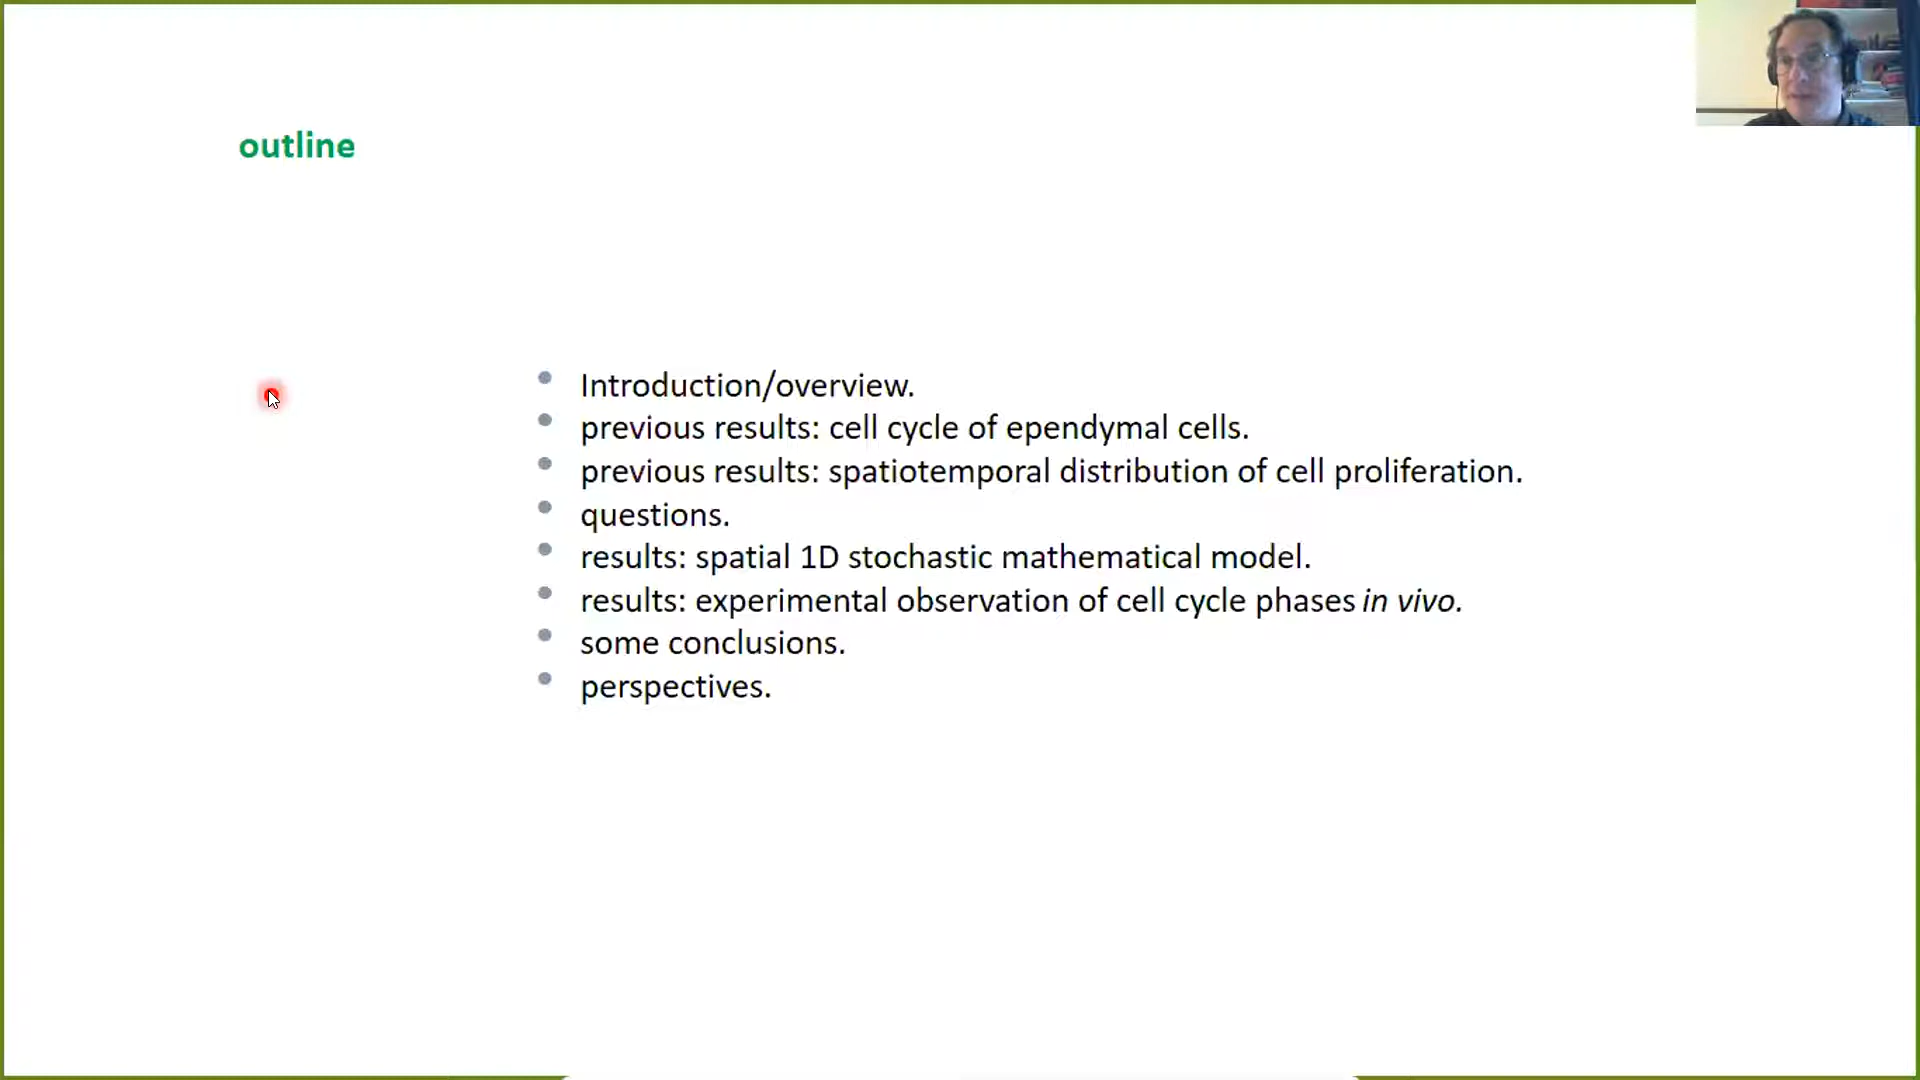 outline
Introduction/overview.
previous results: cell cycle of ependymal cells.
previous results: spatiotemporal distribution of cell proliferation.
questions.
results: spatial 1D stochastic mathematical model.
results: experimental observation of cell cycle phases in vivo.
some conclusions.
perspectives.